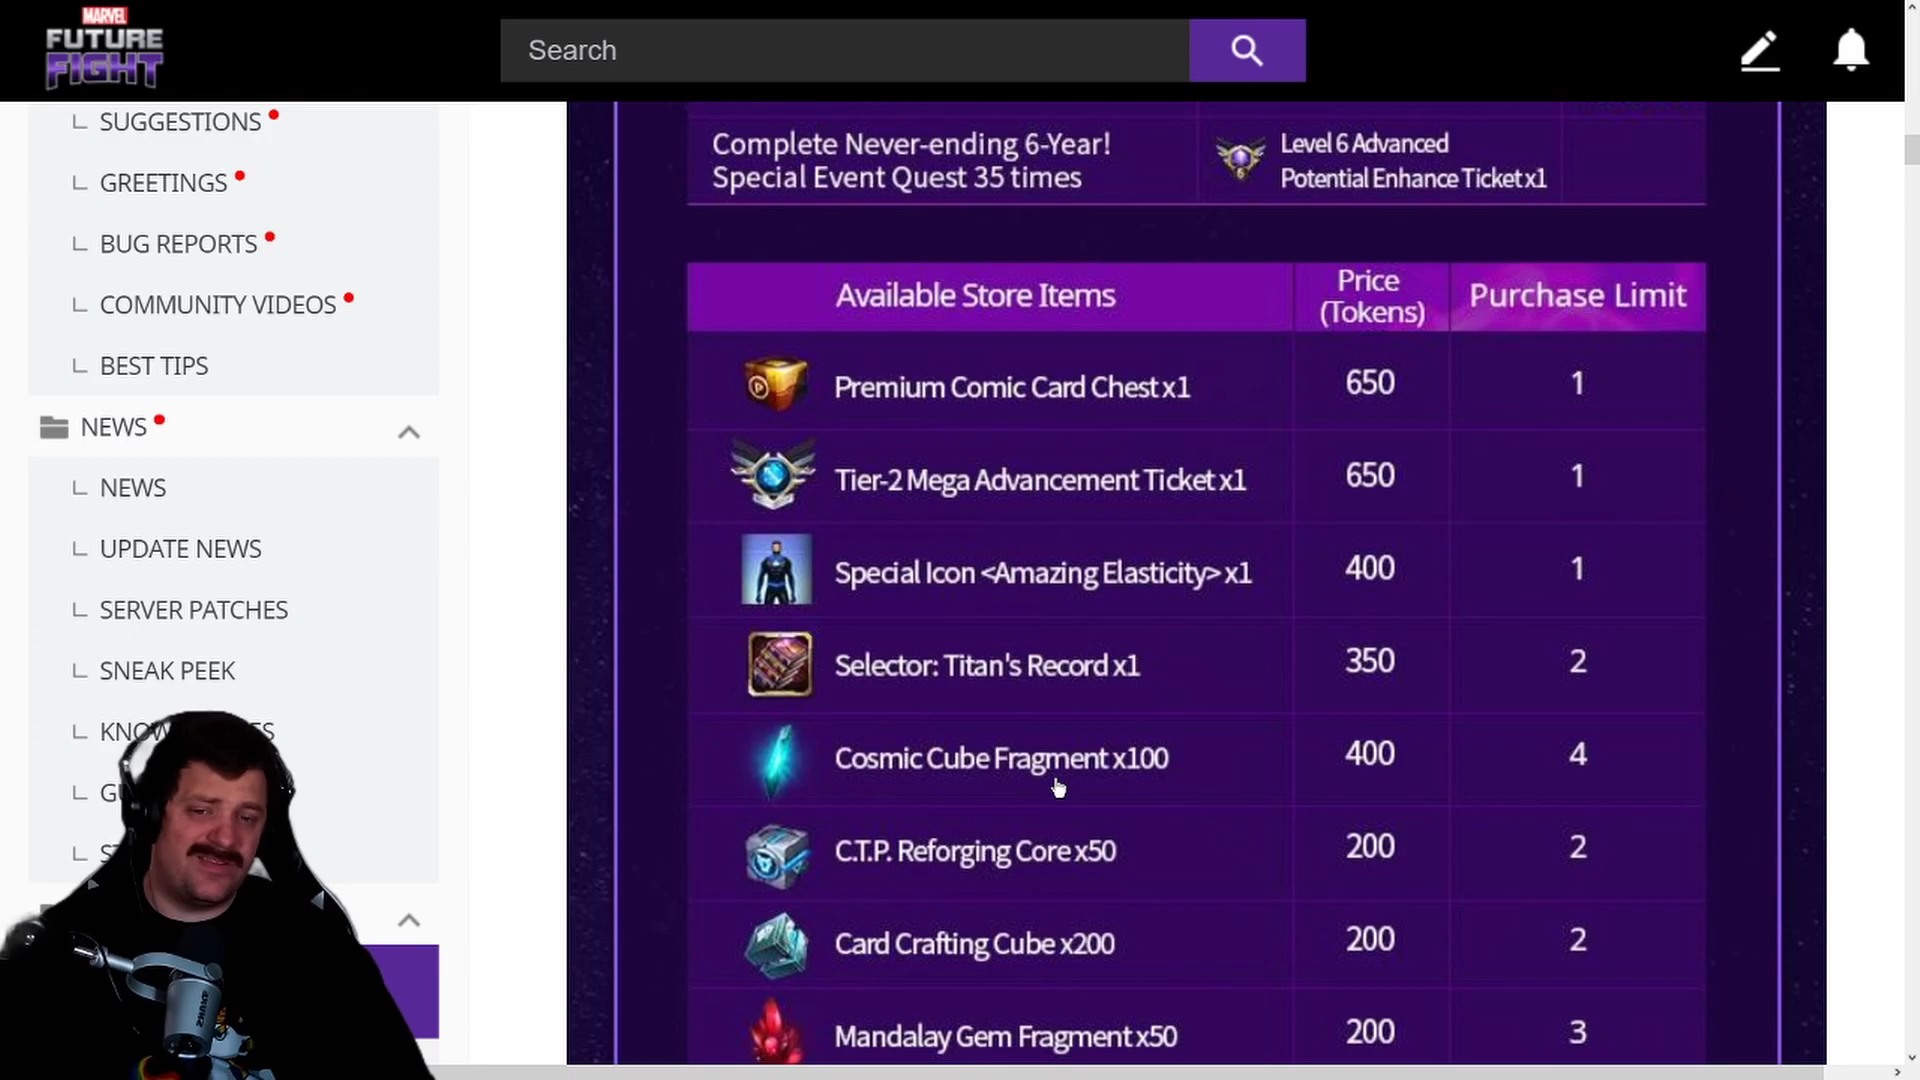 MARVEL
FUTURE
FIGHT
Search
SUGGESTIONS
GREETINGS
BUG REPORTS
COMMUNITY VIDEOS
BEST TIPS
NEWS
NEWS
UPDATE NEWS
SERVER PATCHES
SNEAK PEEK
Complete Never-ending 6-Year!
Special Event Quest 35 times
Level 6 Advanced
Potential Enhance Ticket x1
Available Store Items
Price
(Tokens)
Purchase Limit
Premium Comic Card Chest x1 650 1
Tier-2 Mega Advancement Ticket x1 650 1
Special Icon <Amazing Elasticity> x1 400 1
Selector: Titan's Record x1 350 2
Cosmic Cube Fragment x100 400 4
C.T.P. Reforging Core x50 200 2
Card Crafting Cube x200 200 2
Mandalay Gem Fragment x50 200 3